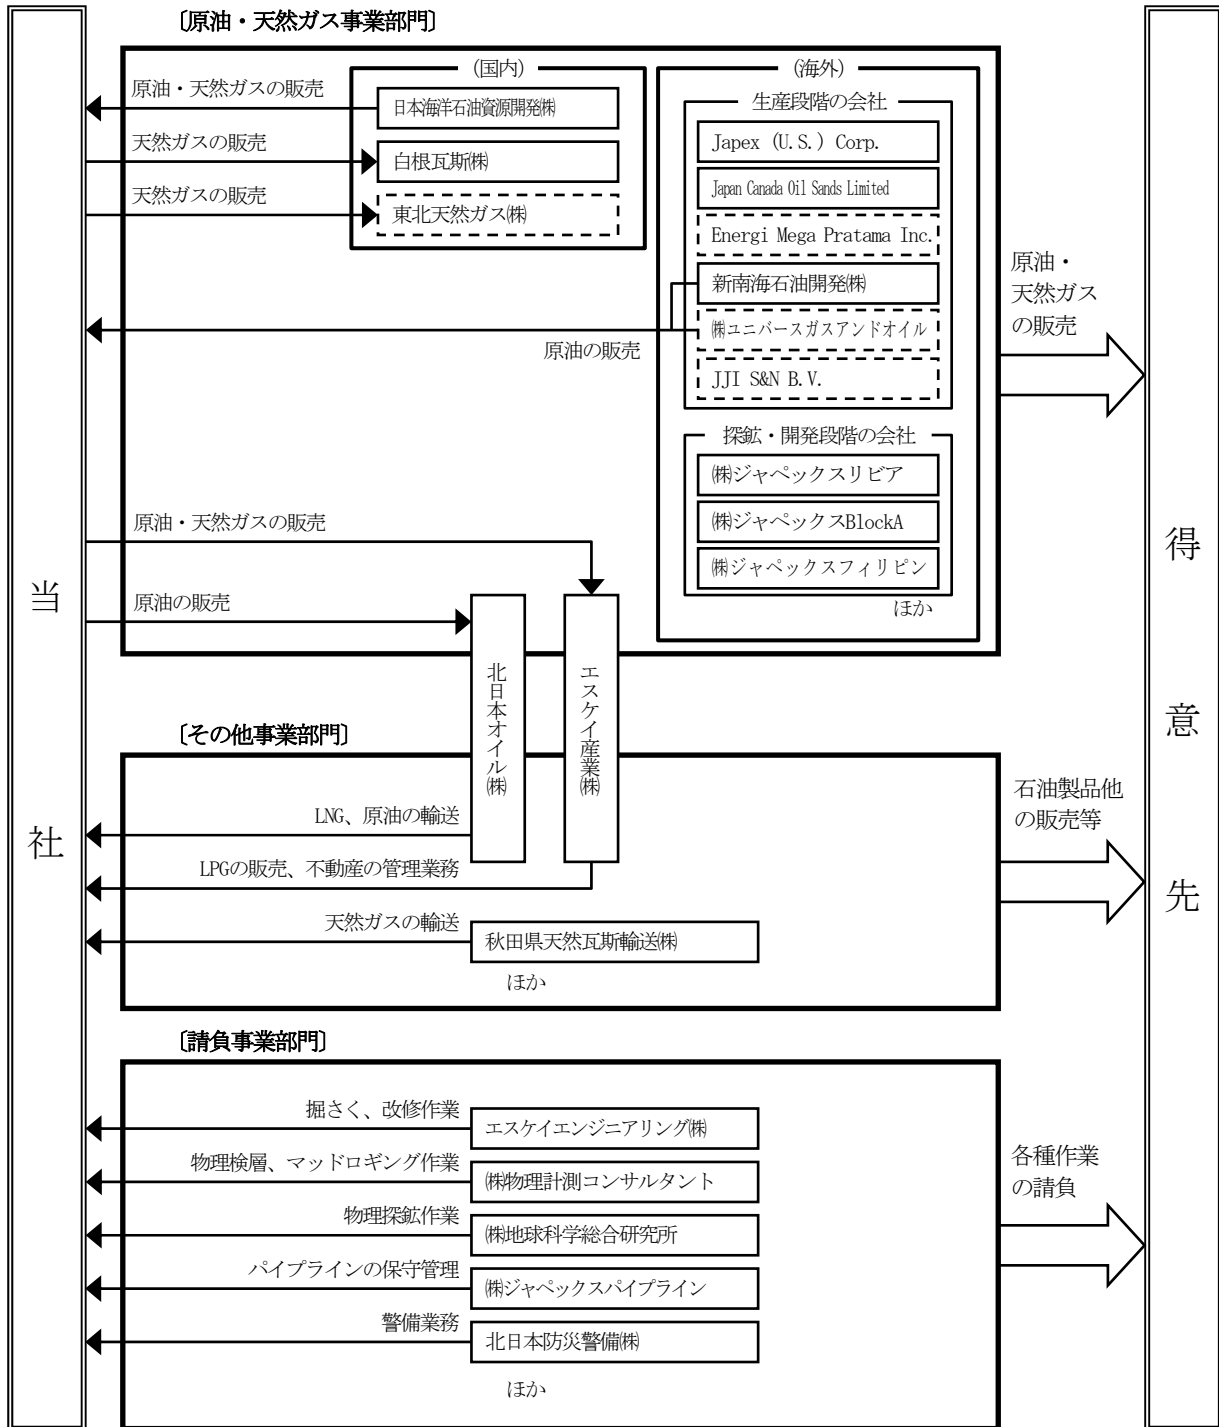 〔原油・天然ガス事業部門〕
(国内)
(海外)
原油・天然ガスの販売
日本海洋石油資源開発㈱
天然ガスの販売
白根瓦斯㈱
天然ガスの販売
東北天然ガス㈱
生産段階の会社
Japex (U.S.) Corp.
Japan Canada Oil Sands Limited
Energi Mega Pratama Inc.
新南海石油開発㈱
㈱ユニバースガスアンドオイル
JJI S&N B.V.
原油の販売
探鉱・開発段階の会社
㈱ジャペックスリビア
㈱ジャペックスBlockA
㈱ジャペックスフィリピン
ほか
原油・
天然ガス
の販売
原油・天然ガスの販売
原油の販売
北日本オイル㈱
エスケイ産業㈱
当社
得意先
〔その他事業部門〕
LNG、原油の輸送
LPGの販売、不動産の管理業務
天然ガスの輸送
秋田県天然瓦斯輸送㈱
ほか
石油製品他
の販売等
〔請負事業部門〕
掘さく、改修作業
エスケイエンジニアリング㈱
物理検層、マッドロギング作業
㈱物理計測コンサルタント
物理探鉱作業
㈱地球科学総合研究所
パイプラインの保守管理
㈱ジャペックスパイプライン
警備業務
北日本防災警備㈱
ほか
各種作業
の請負